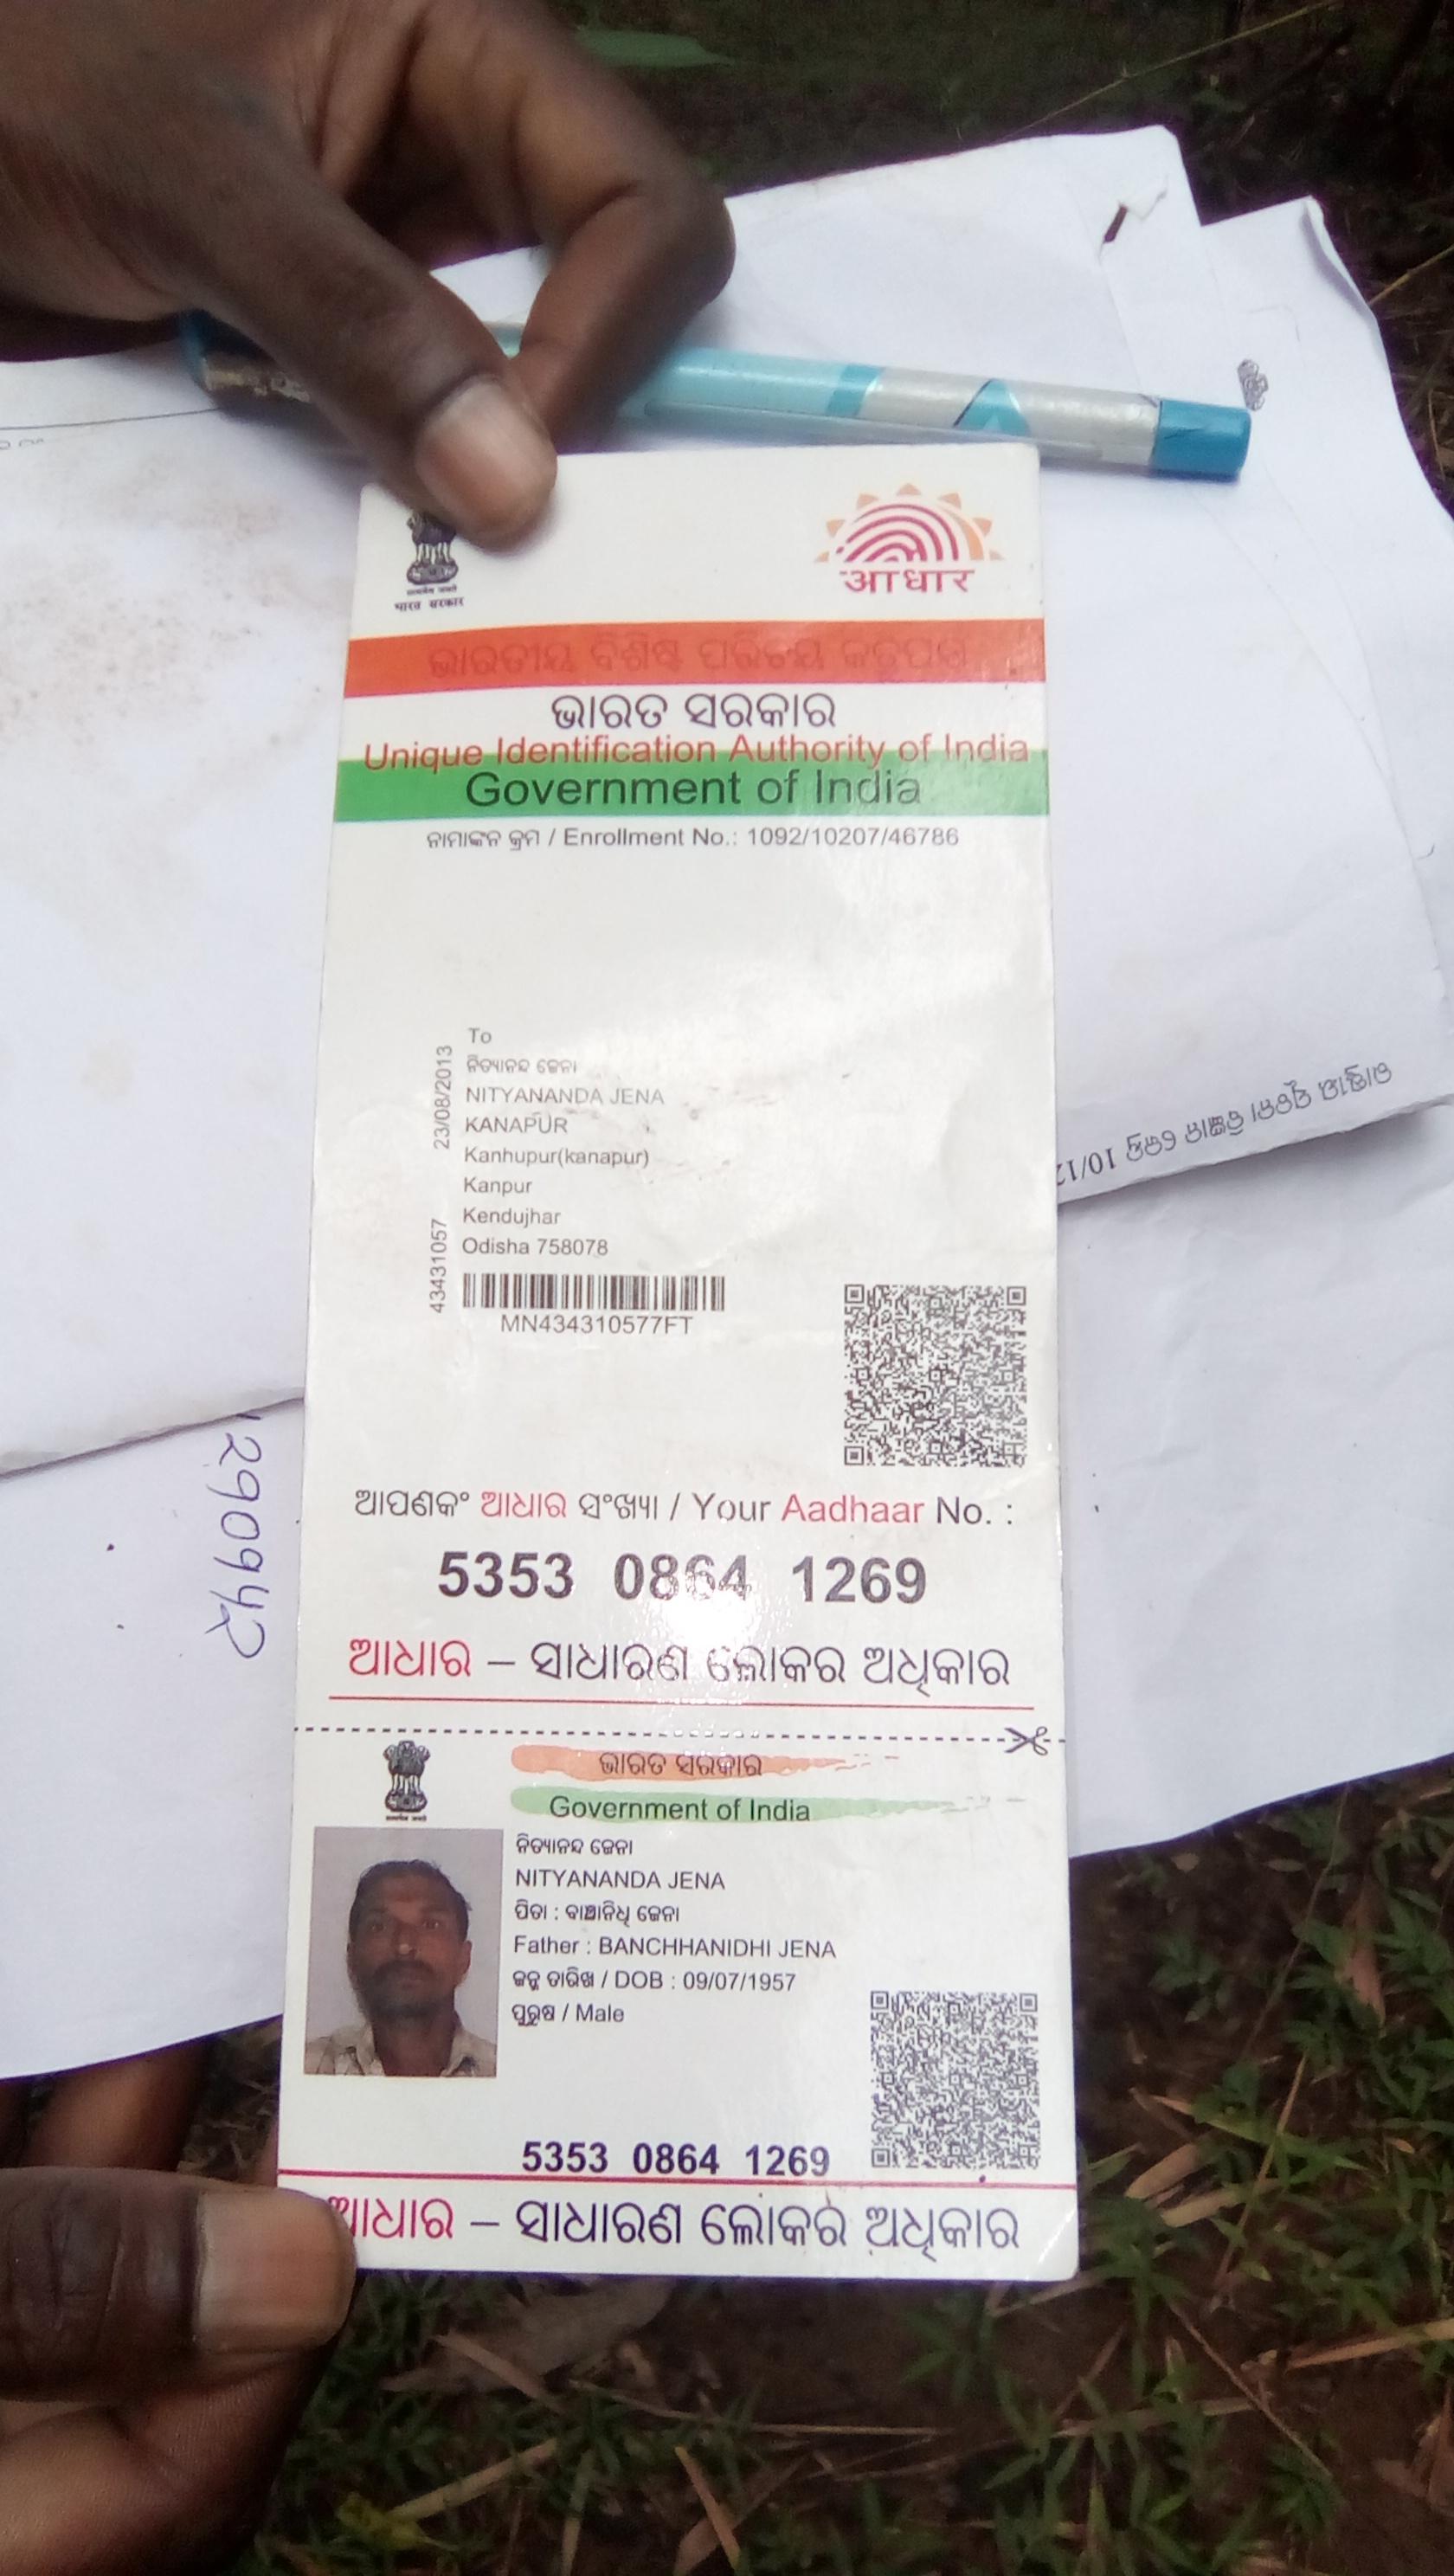 भारत सरकार
आधार
ଭାରତୀୟ ବିଶିଷ୍ଟ ପରିଚୟ କର୍ତ୍ତୃପକ୍ଷ
ଭାରତ ସରକାର
Unique Identification Authority of India
Government of India
ନାମାଙ୍କନ କ୍ରମ / Enrollment No.: 1092/10207/46786
23/08/2013
43431057
To
ନିତ୍ୟାନନ୍ଦ ଜେନା
NITYANANDA JENA
KANAPUR
Kanhupur(kanapur)
Kanpur
Kendujhar
Odisha 758078
MN434310577FT
ଆପଣଙ୍କ ଆଧାର ସଂଖ୍ୟା / Your Aadhaar No. :
5353 0864 1269
ଆଧାର – ସାଧାରଣ ଲୋକର ଅଧିକାର
ଭାରତ ସରକାର
Government of India
ନିତ୍ୟାନନ୍ଦ ଜେନା
NITYANANDA JENA
ପିତା : ବାଞ୍ଛାନିଧି ଜେନା
Father : BANCHHANIDHI JENA
ଜନ୍ମ ତାରିଖ / DOB : 09/07/1957
ପୁରୁଷ / Male
5353 0864 1269
ଆଧାର – ସାଧାରଣ ଲୋକର ଅଧିକାର
290942